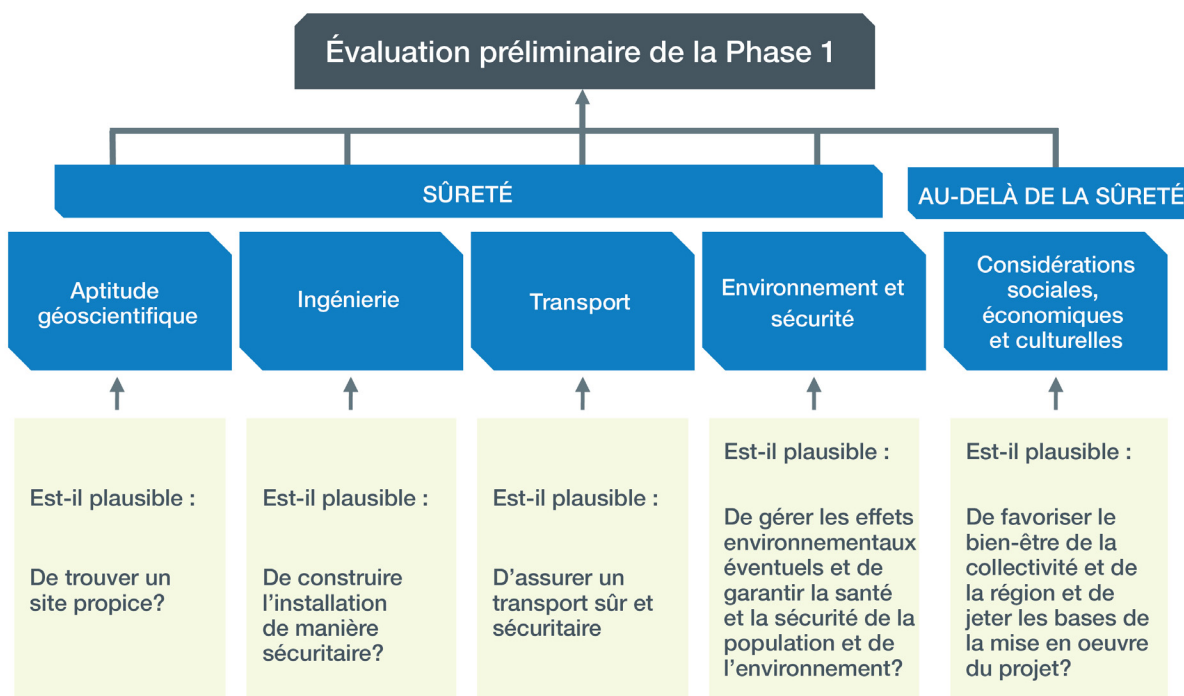 Évaluation préliminaire de la Phase 1
SÛRETÉ
AU-DELÀ DE LA SÛRETÉ
Aptitude
géoscientifique
Ingénierie
Transport
Environnement et
sécurité
Considérations
sociales,
économiques
et culturelles
Est-il plausible :
De trouver un
site propice?
Est-il plausible :
De construire
l’installation
de manière
sécuritaire?
Est-il plausible :
D’assurer un
transport sûr et
sécuritaire
Est-il plausible :
De gérer les effets
environnementaux
éventuels et de
garantir la santé
et la sécurité de la
population et de
l’environnement?
Est-il plausible :
De favoriser le
bien-être de la
collectivité et de
la région et de
jeter les bases de
la mise en oeuvre
du projet?